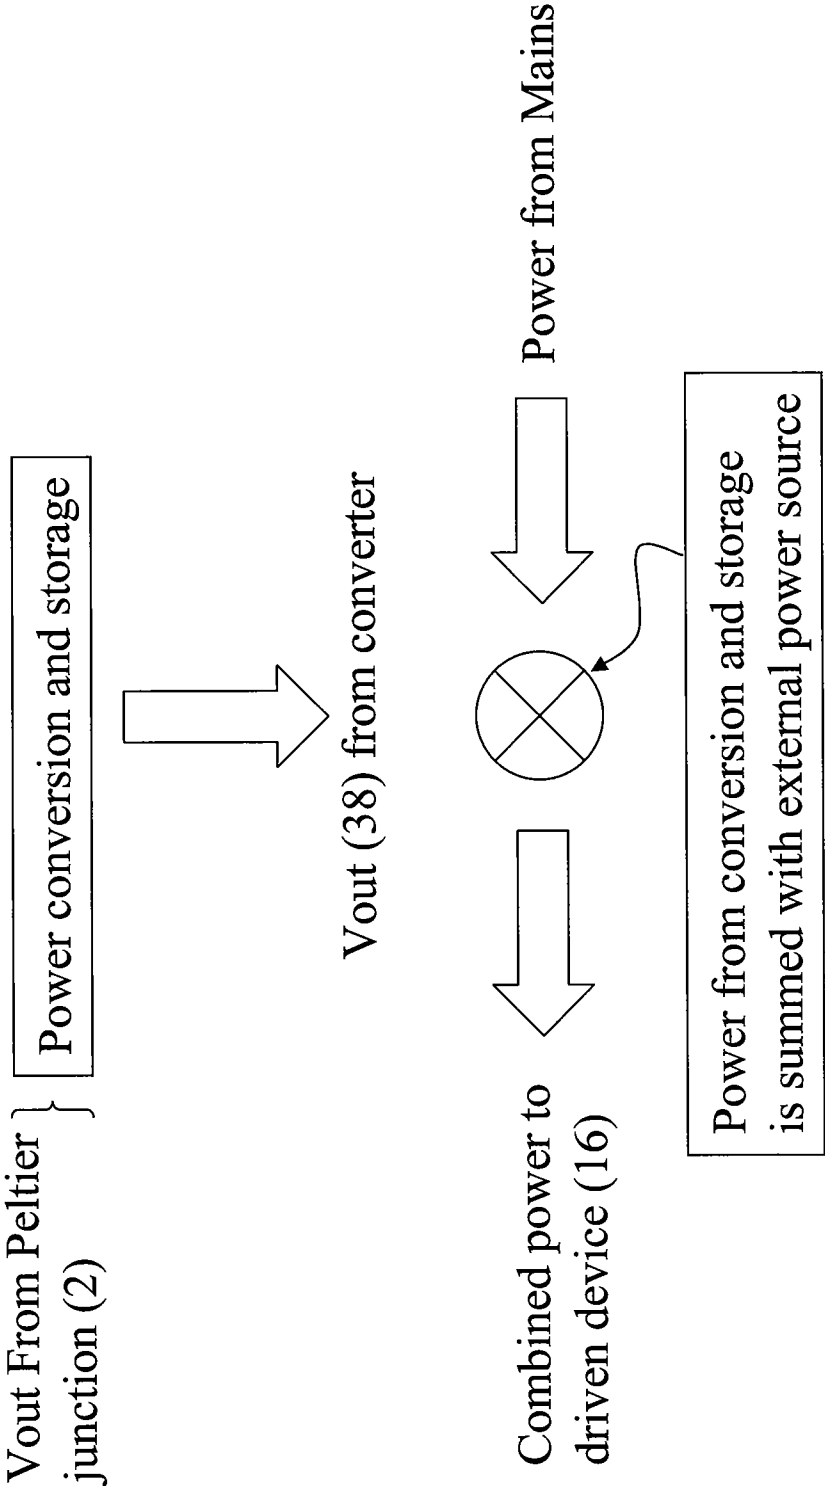 Vout From Peltier
junction (2)
Power conversion and storage
Vout (38) from converter
Combined power to
driven device (16)
Power from Mains
Power from conversion and storage
is summed with external power source